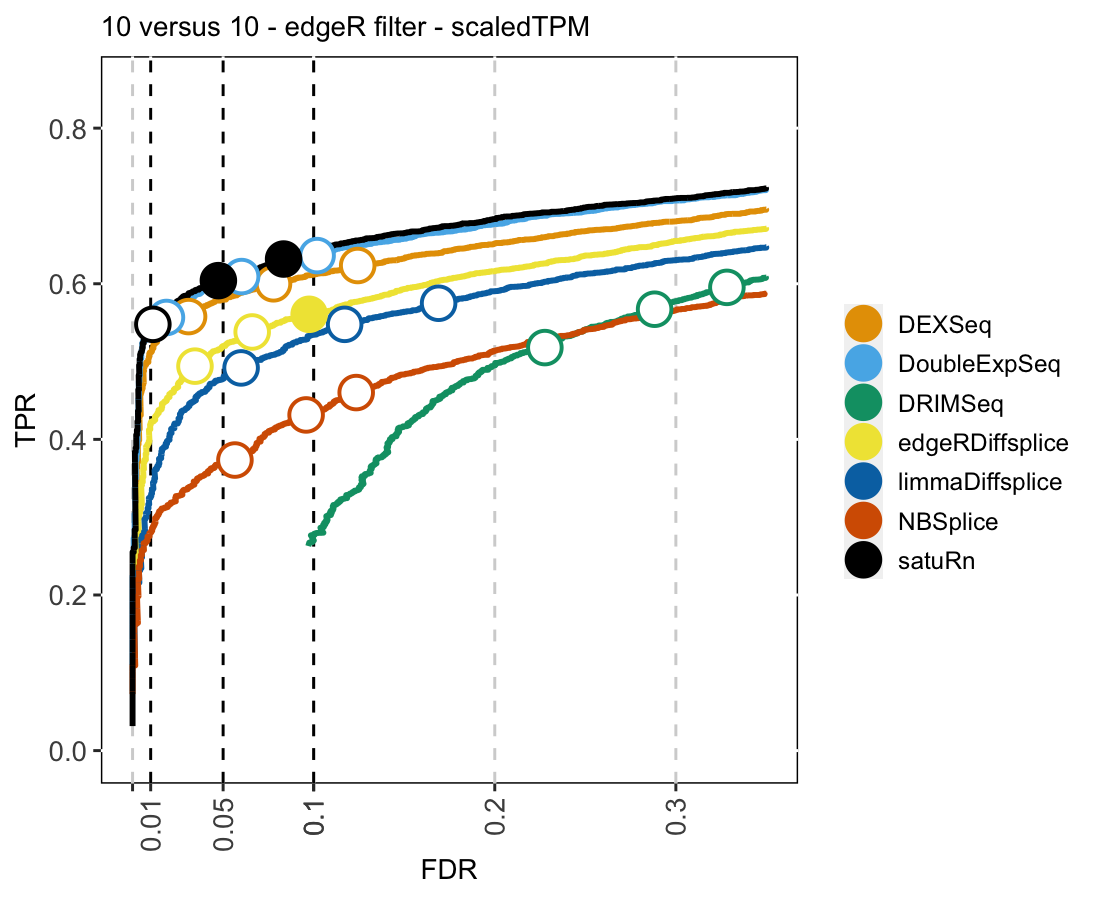 10 versus 10 - edgeR filter - scaledTPM
TPR
0.8
0.6
0.4
0.2
0.0
0.01
0.05
0.1
0.2
0.3
FDR
DEXSeq
DoubleExpSeq
DRIMSeq
edgeRDiffsplice
limmaDiffsplice
NBSplice
satuRn